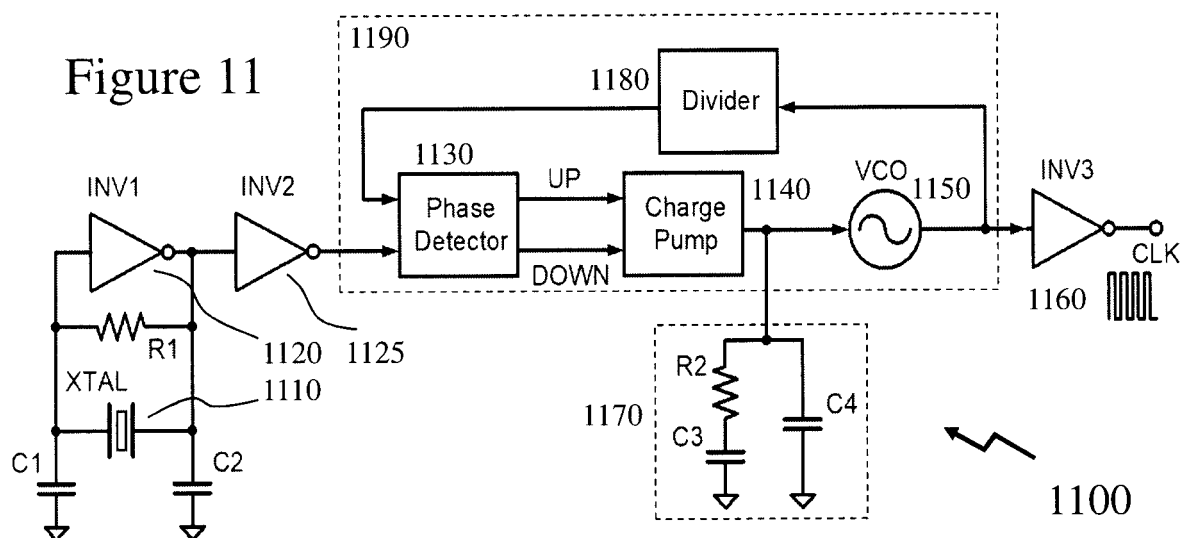 Figure 11
1190
1180
Divider
1130
INV1
INV2
UP
1140
VCO
1150
INV3
Phase
Detector
Charge
Pump
DOWN
CLK
1160
R1
1120
1125
XTAL
1110
R2
1170
C4
C3
C1
C2
1100